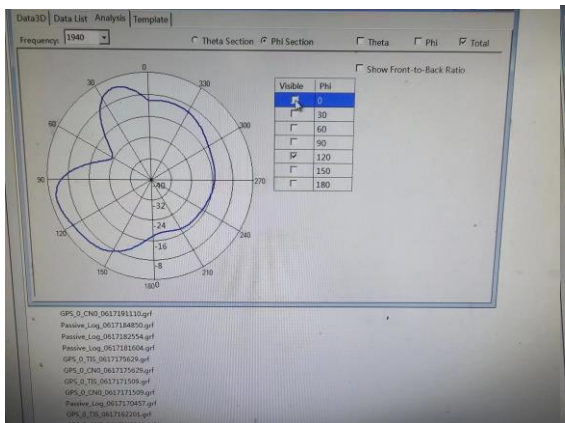 Data3D Data List Analysis Template
Frequency: 1940 Theta Section Phi Section Theta Phi Total
Show Front-to-Back Ratio
Visible Phi
0
30
60
90
120
150
180
0
30
330
60
300
90
270
120
240
150
210
180
-40
-32
-24
-16
-8
0
GPS_0_CN0_0617191110.grf
Passive_Log_0617184850.grf
Passive_Log_0617182554.grf
Passive_Log_0617181604.grf
GPS_0_TIS_0617175629.grf
GPS_0_CN0_0617175629.grf
GPS_0_TIS_0617171509.grf
GPS_0_CN0_0617171509.grf
Passive_Log_0617170457.grf
GPS_0_TIS_0617162201.grf